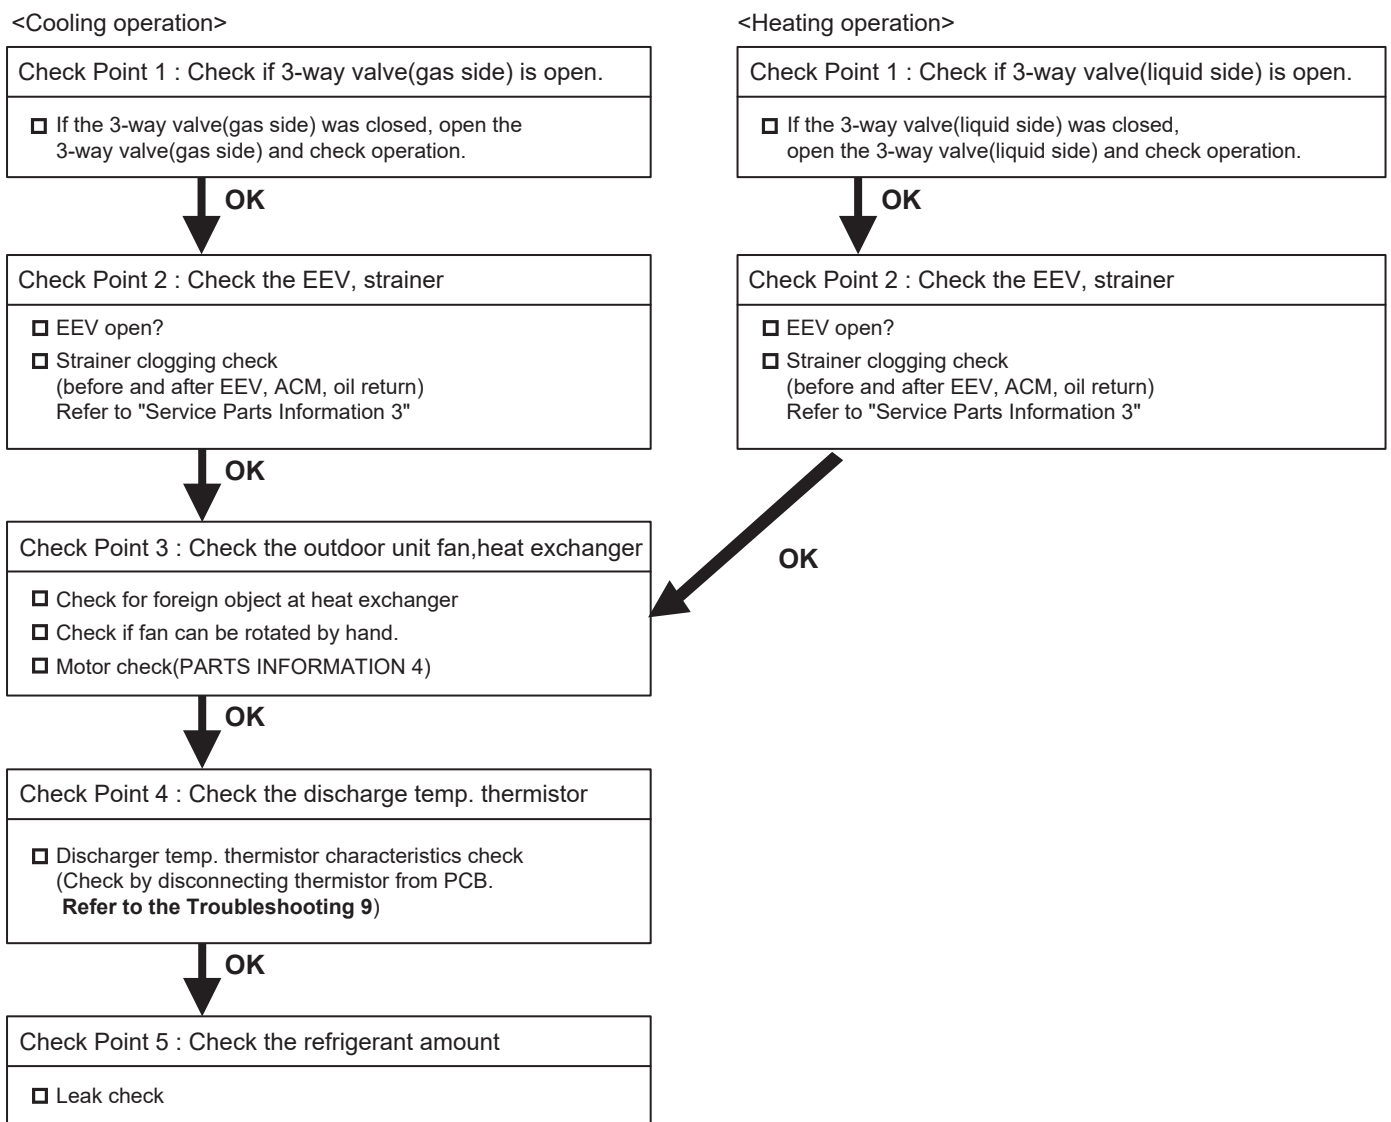 <Cooling operation>
Check Point 1 : Check if 3-way valve(gas side) is open.
If the 3-way valve(gas side) was closed, open the
3-way valve(gas side) and check operation.
OK
Check Point 2 : Check the EEV, strainer
EEV open?
Strainer clogging check
(before and after EEV, ACM, oil return)
Refer to "Service Parts Information 3"
OK
<Heating operation>
Check Point 1 : Check if 3-way valve(liquid side) is open.
If the 3-way valve(liquid side) was closed,
open the 3-way valve(liquid side) and check operation.
OK
Check Point 2 : Check the EEV, strainer
EEV open?
Strainer clogging check
(before and after EEV, ACM, oil return)
Refer to "Service Parts Information 3"
OK
Check Point 3 : Check the outdoor unit fan,heat exchanger
Check for foreign object at heat exchanger
Check if fan can be rotated by hand.
Motor check(PARTS INFORMATION 4)
OK
Check Point 4 : Check the discharge temp. thermistor
Discharger temp. thermistor characteristics check
(Check by disconnecting thermistor from PCB.
Refer to the Troubleshooting 9)
OK
Check Point 5 : Check the refrigerant amount
Leak check